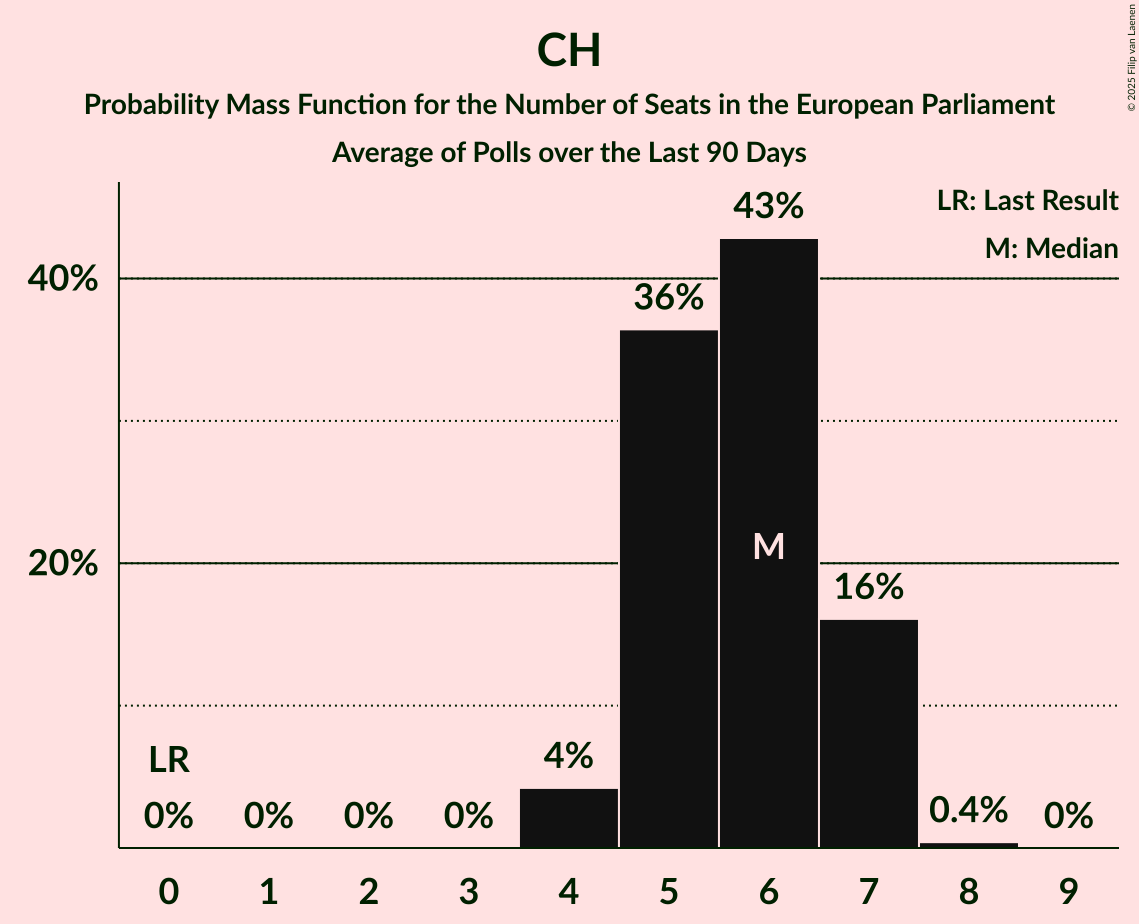 CH
Probability Mass Function for the Number of Seats in the European Parliament
Average of Polls over the Last 90 Days
© 2025 Filip van Laenen
LR: Last Result
M: Median
43%
40%
36%
M
20%
16%
LR
4%
0% 0% 0% 0% 0.4% 0%
0 1 2 3 4 5 6 7 8 9